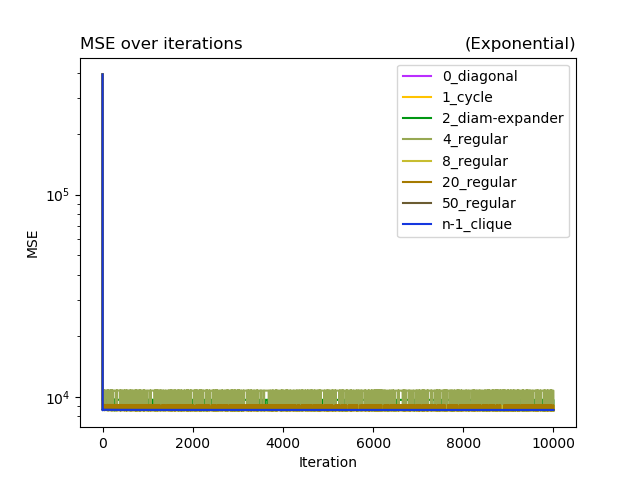 MSE over iterations (Exponential)
0_diagonal
1_cycle
2_diam-expander
4_regular
8_regular
20_regular
50_regular
n-1_clique
10^5
10^4
MSE
0 2000 4000 6000 8000 10000
Iteration